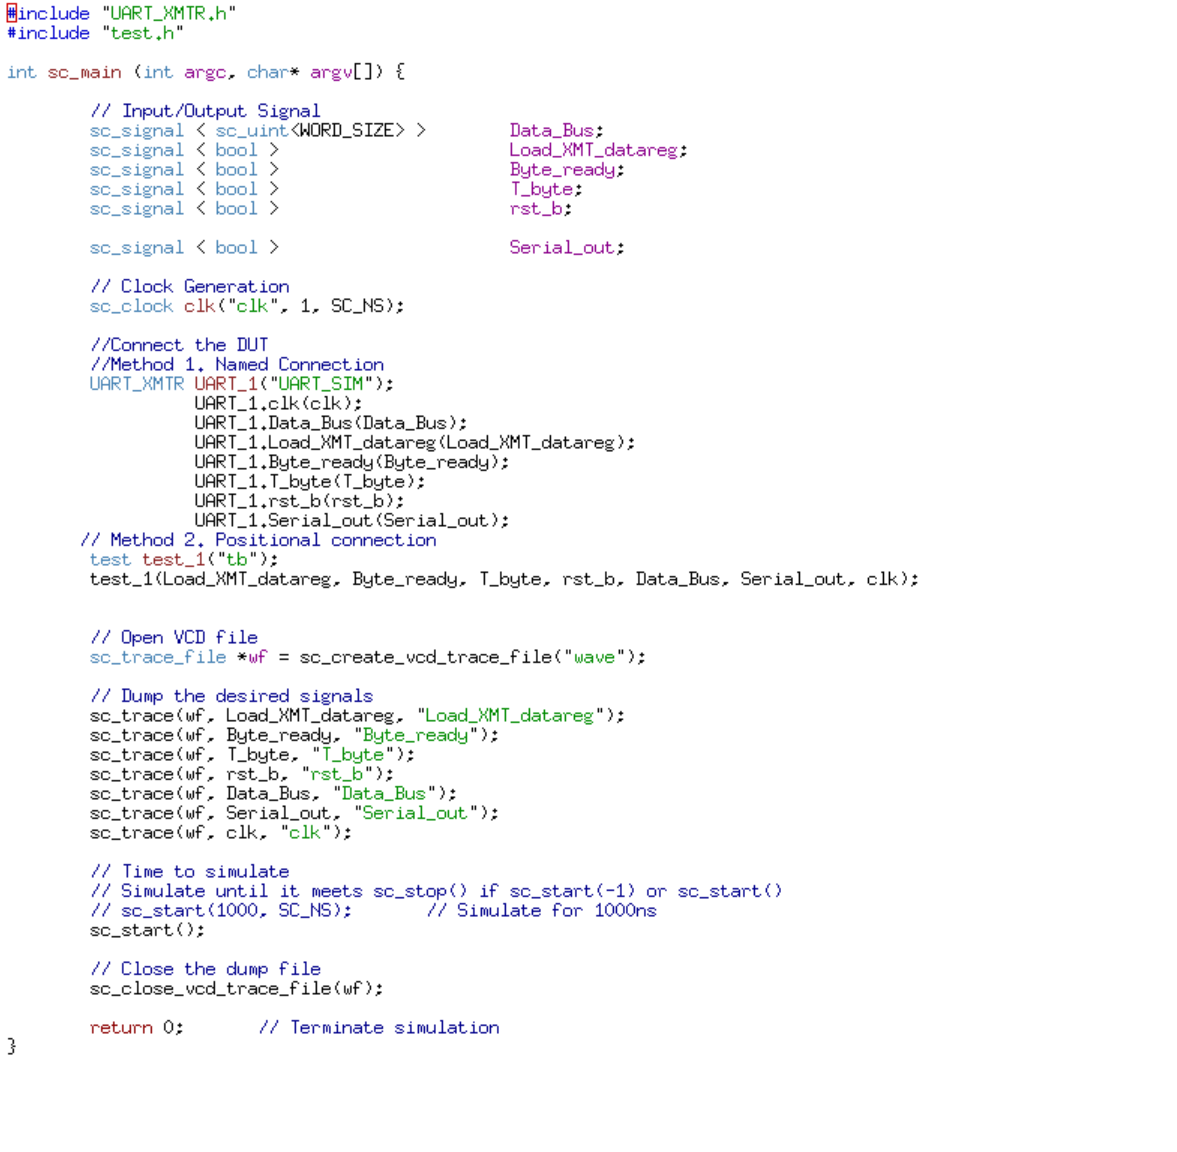 #include "UART_XMTR.h"
#include "test.h"
int sc_main (int argc, char* argv[]) {
// Input/Output Signal
sc_signal < sc_uint<WORD_SIZE> > Data_Bus;
sc_signal < bool > Load_XMT_datareg;
sc_signal < bool > Byte_ready;
sc_signal < bool > T_byte;
sc_signal < bool > rst_b;
sc_signal < bool > Serial_out;
// Clock Generation
sc_clock clk("clk", 1, SC_NS);
//Connect the DUT
//Method 1. Named Connection
UART_XMTR UART_1("UART_SIM");
UART_1.clk(clk);
UART_1.Data_Bus(Data_Bus);
UART_1.Load_XMT_datareg(Load_XMT_datareg);
UART_1.Byte_ready(Byte_ready);
UART_1.T_byte(T_byte);
UART_1.rst_b(rst_b);
UART_1.Serial_out(Serial_out);
// Method 2. Positional connection
test test_1("tb");
test_1(Load_XMT_datareg, Byte_ready, T_byte, rst_b, Data_Bus, Serial_out, clk);
// Open VCD file
sc_trace_file *wf = sc_create_vcd_trace_file("wave");
// Dump the desired signals
sc_trace(wf, Load_XMT_datareg, "Load_XMT_datareg");
sc_trace(wf, Byte_ready, "Byte_ready");
sc_trace(wf, T_byte, "T_byte");
sc_trace(wf, rst_b, "rst_b");
sc_trace(wf, Data_Bus, "Data_Bus");
sc_trace(wf, Serial_out, "Serial_out");
sc_trace(wf, clk, "clk");
// Time to simulate
// Simulate until it meets sc_stop() if sc_start(-1) or sc_start()
// sc_start(1000, SC_NS); // Simulate for 1000ns
sc_start();
// Close the dump file
sc_close_vcd_trace_file(wf);
return 0; // Terminate simulation
}